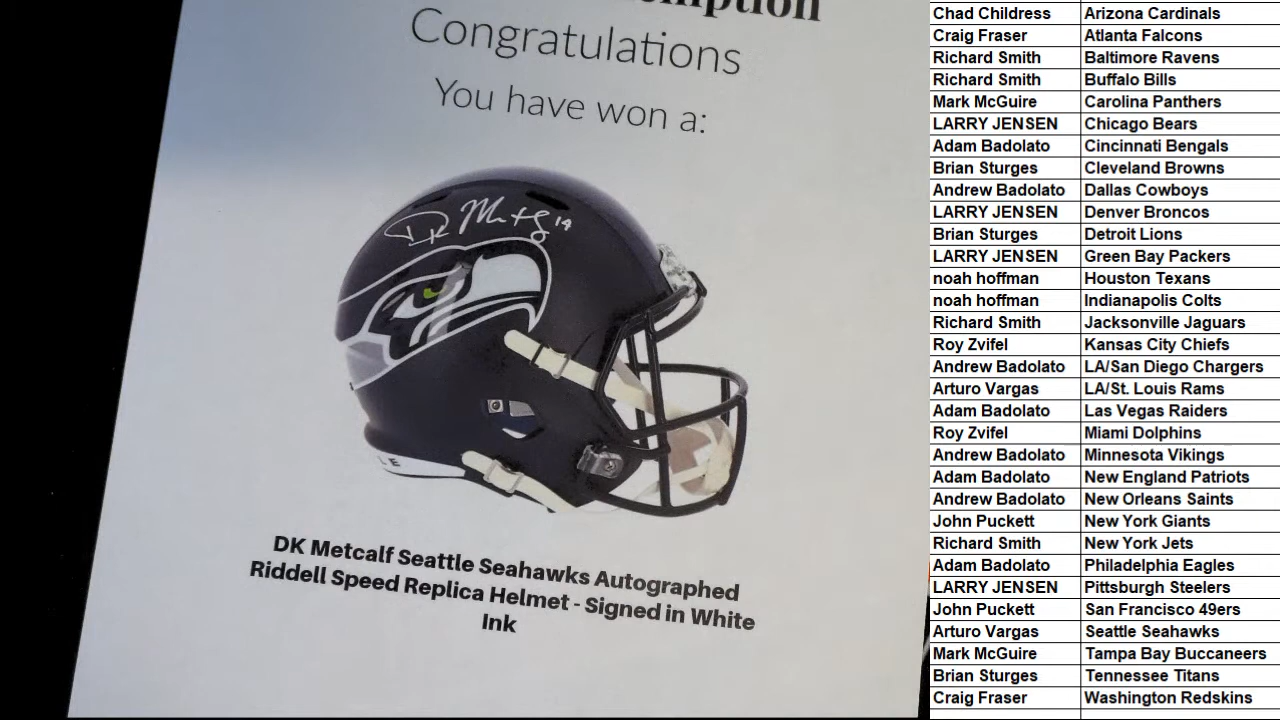 Congratulations
You have won a:
DK Metcalf Seattle Seahawks Autographed
Riddell Speed Replica Helmet - Signed in White
Ink
Chad Childress Arizona Cardinals
Craig Fraser Atlanta Falcons
Richard Smith Baltimore Ravens
Richard Smith Buffalo Bills
Mark McGuire Carolina Panthers
LARRY JENSEN Chicago Bears
Adam Badolato Cincinnati Bengals
Brian Sturges Cleveland Browns
Andrew Badolato Dallas Cowboys
LARRY JENSEN Denver Broncos
Brian Sturges Detroit Lions
LARRY JENSEN Green Bay Packers
noah hoffman Houston Texans
noah hoffman Indianapolis Colts
Richard Smith Jacksonville Jaguars
Roy Zvifel Kansas City Chiefs
Andrew Badolato LA/San Diego Chargers
Arturo Vargas LA/St. Louis Rams
Adam Badolato Las Vegas Raiders
Roy Zvifel Miami Dolphins
Andrew Badolato Minnesota Vikings
Adam Badolato New England Patriots
Andrew Badolato New Orleans Saints
John Puckett New York Giants
Richard Smith New York Jets
Adam Badolato Philadelphia Eagles
LARRY JENSEN Pittsburgh Steelers
John Puckett San Francisco 49ers
Arturo Vargas Seattle Seahawks
Mark McGuire Tampa Bay Buccaneers
Brian Sturges Tennessee Titans
Craig Fraser Washington Redskins